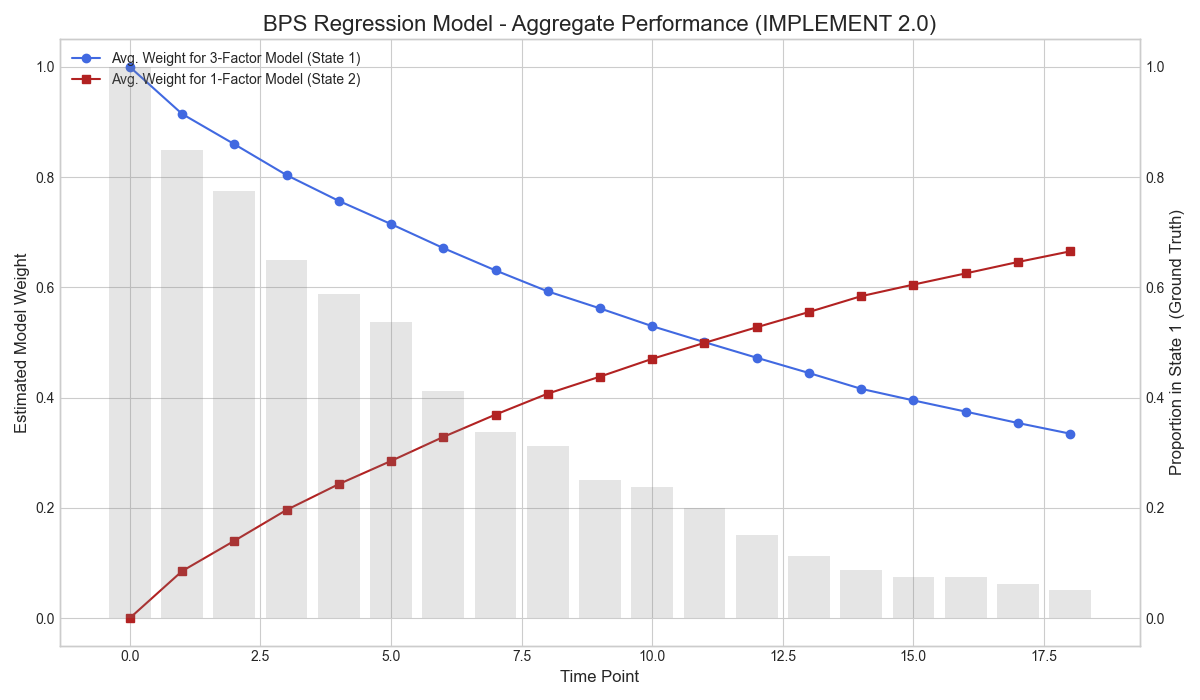 BPS Regression Model - Aggregate Performance (IMPLEMENT 2.0)
Avg. Weight for 3-Factor Model (State 1)
Avg. Weight for 1-Factor Model (State 2)
Estimated Model Weight
1.0
0.8
0.6
0.4
0.2
0.0
1.0
0.8
0.6
0.4
0.2
0.0
Proportion in State 1 (Ground Truth)
0.0 2.5 5.0 7.5 10.0 12.5 15.0 17.5
Time Point